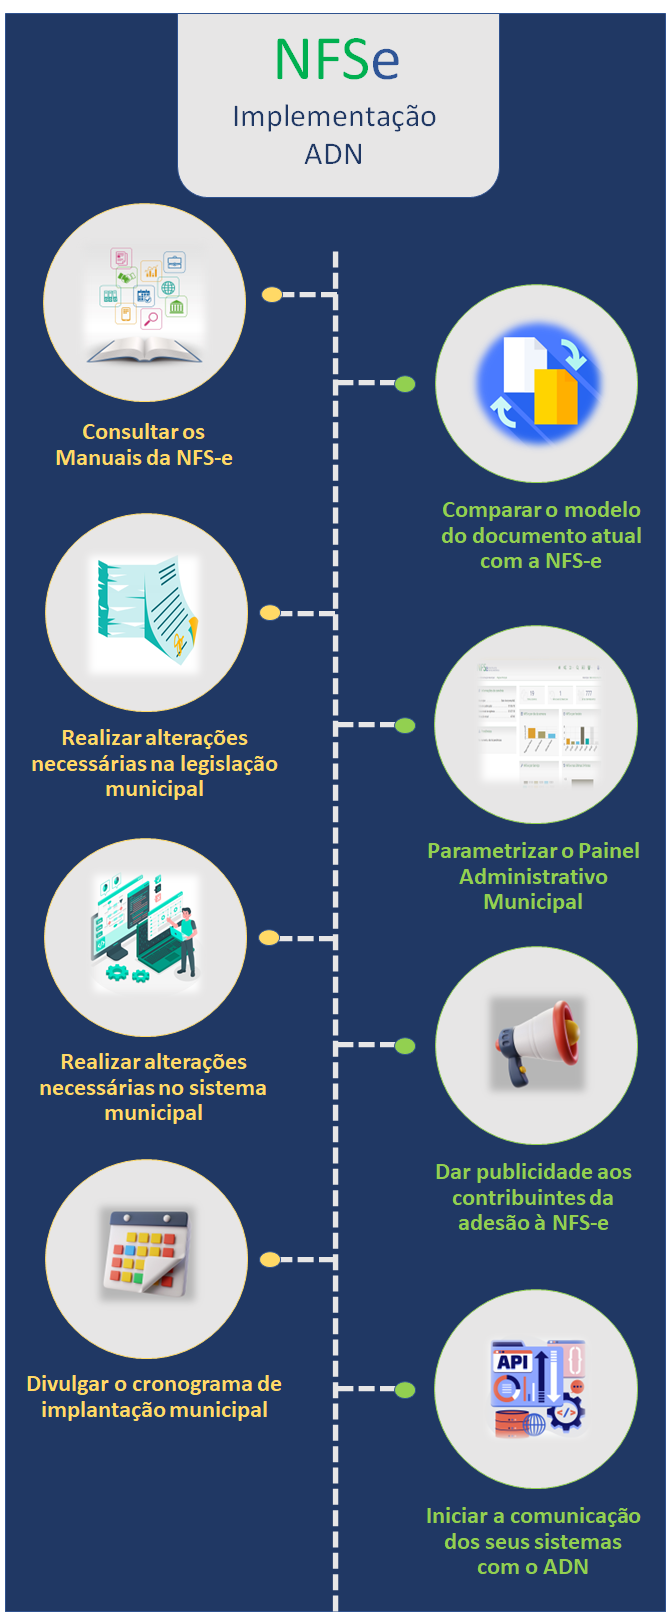 NFSe
Implementação
ADN
Consultar os
Manuais da NFS-e
Comparar o modelo
do documento atual
com a NFS-e
Realizar alterações
necessárias na legislação
municipal
Parametrizar o Painel
Administrativo
Municipal
Realizar alterações
necessárias no sistema
municipal
Dar publicidade aos
contribuintes da
adesão à NFS-e
Divulgar o cronograma de
implantação municipal
API
Iniciar a comunicação
dos seus sistemas
com o ADN